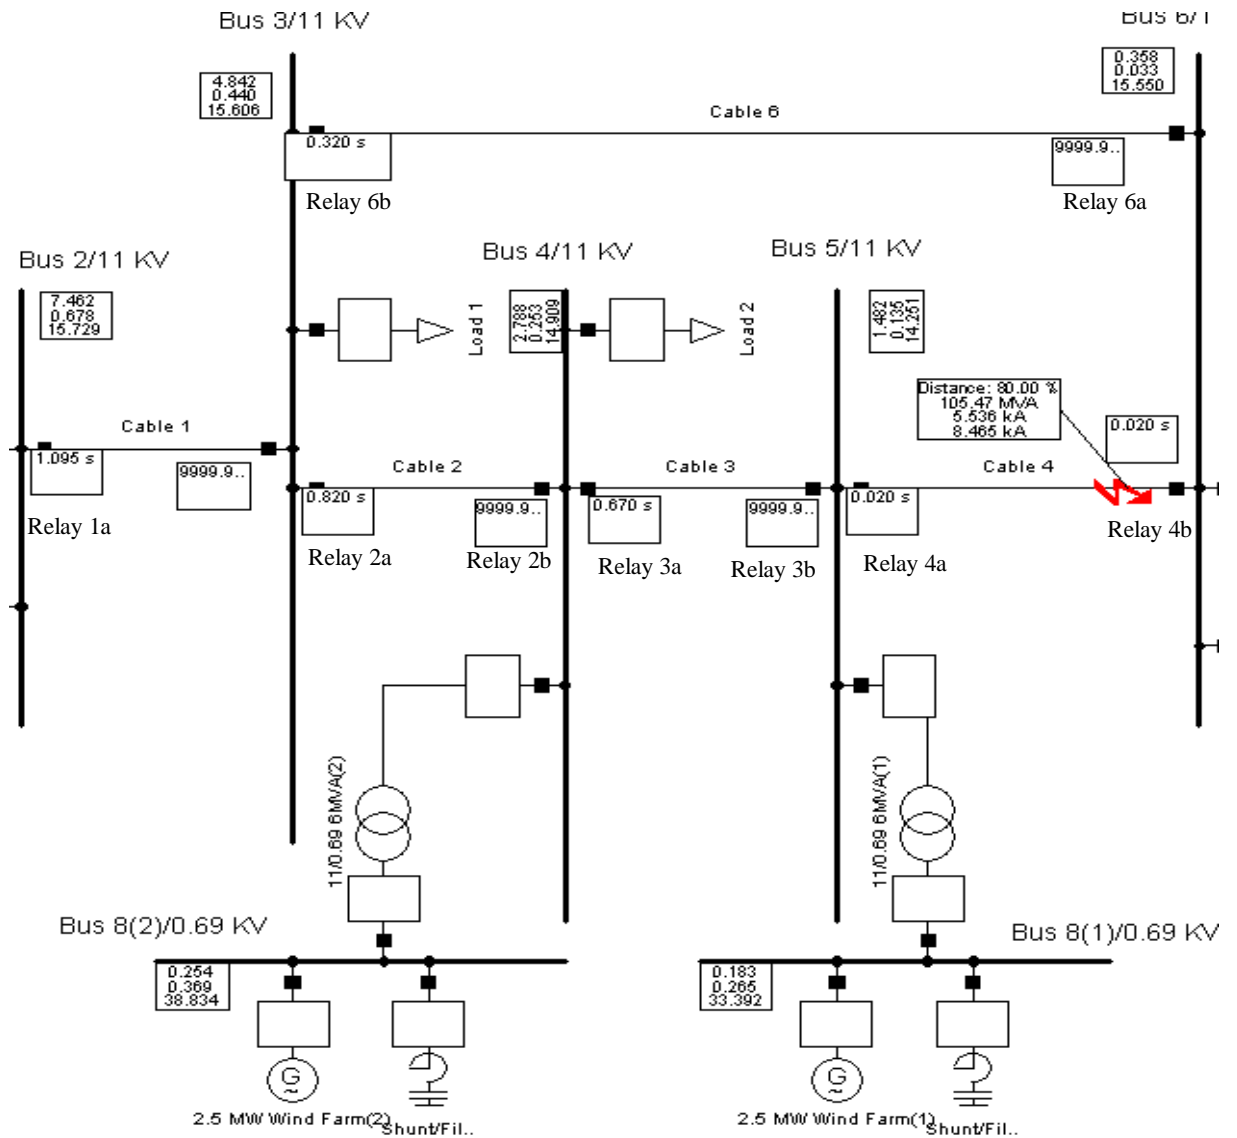 Bus 3/11 KV
Bus 6/1
4.842
0.440
15.606
0.358
0.033
15.550
Cable 6
0.320 s
9999.9..
Relay 6b
Relay 6a
Bus 2/11 KV
Bus 4/11 KV
Bus 5/11 KV
7.462
0.678
15.729
Load 1
2.788
0.253
14.909
Load 2
1.482
0.135
14.251
Distance: 80.00 %
105.47 MVA
5.536 kA
8.465 kA
0.020 s
Cable 1
1.095 s
9999.9..
Cable 2
Cable 3
Cable 4
0.820 s
9999.9..
0.670 s
9999.9..
0.020 s
Relay 1a
Relay 2a
Relay 2b
Relay 3a
Relay 3b
Relay 4a
Relay 4b
11/0.69 6MVA(2)
11/0.69 6MVA(1)
Bus 8(2)/0.69 KV
Bus 8(1)/0.69 KV
0.254
0.369
38.834
0.183
0.265
33.392
G
G
2.5 MW Wind Farm(2)
Shunt/Fil..
2.5 MW Wind Farm(1)
Shunt/Fil..